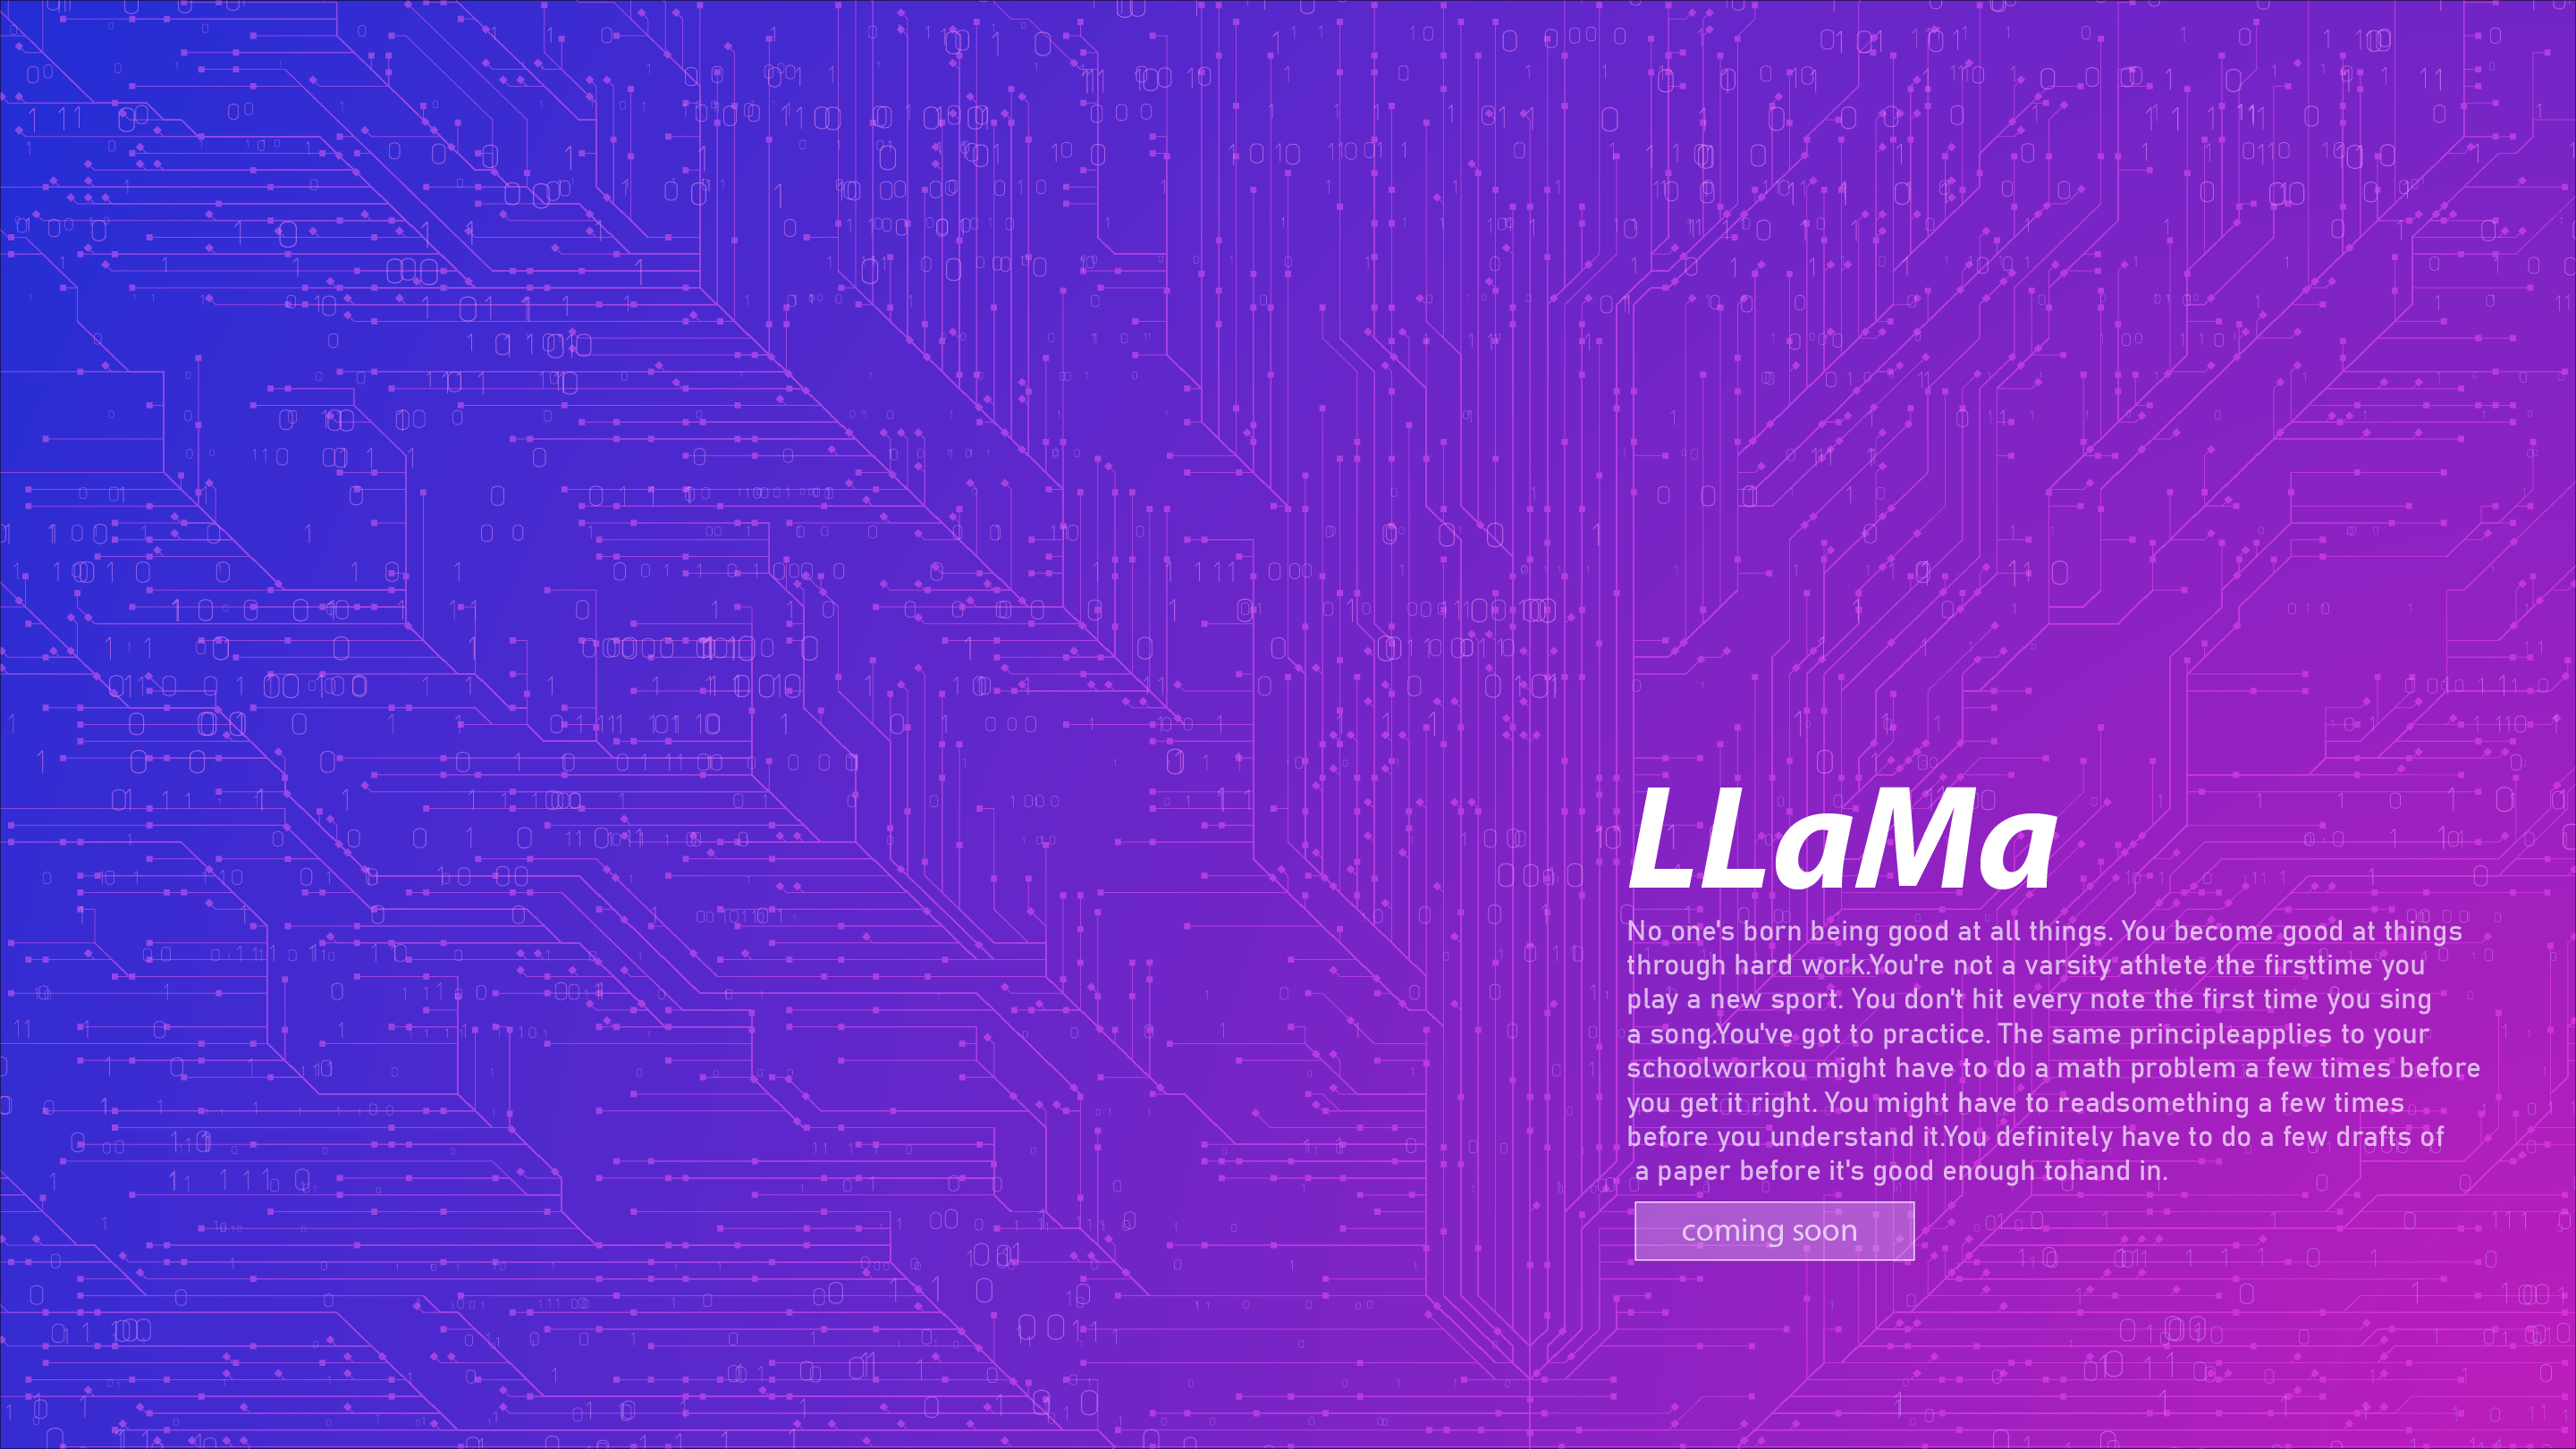 LLaMa
No one's born being good at all things. You become good at things
through hard work.You're not a varsity athlete the firsttime you
play a new sport. You don't hit every note the first time you sing
a song.You've got to practice. The same principleapplies to your
schoolworkou might have to do a math problem a few times before
you get it right. You might have to readsomething a few times
before you understand it.You definitely have to do a few drafts of
a paper before it's good enough tohand in.
coming soon